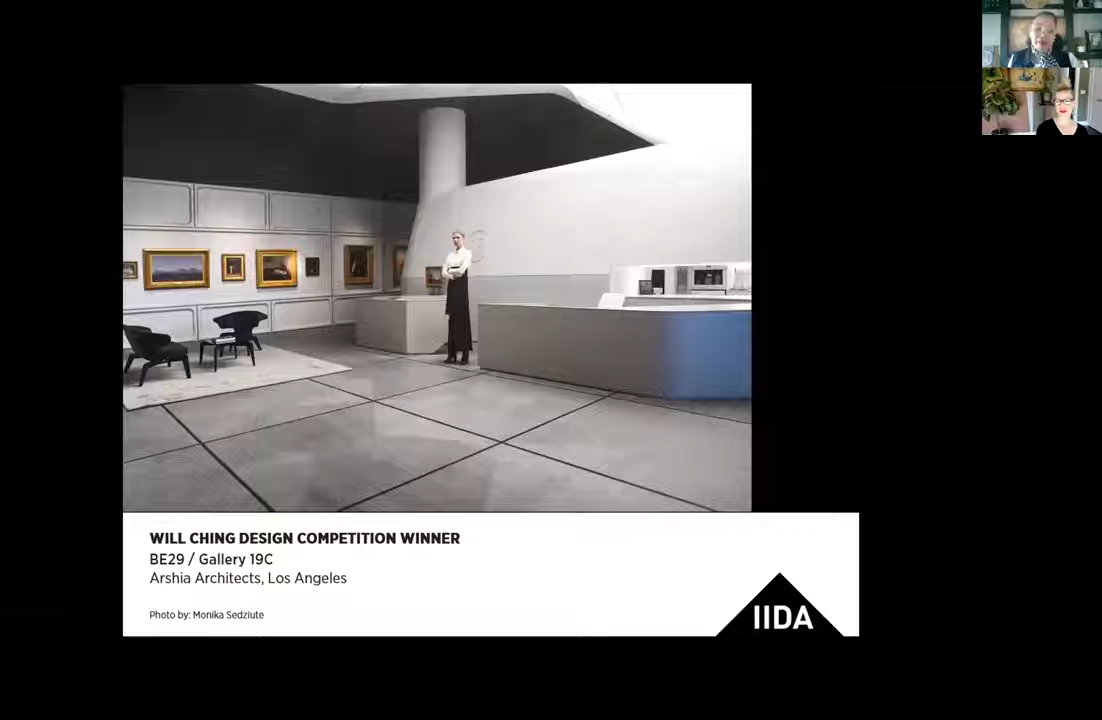 WILL CHING DESIGN COMPETITION WINNER
BE29 / Gallery 19C
Arshia Architects, Los Angeles
Photo by: Monika Sedziute
IIDA